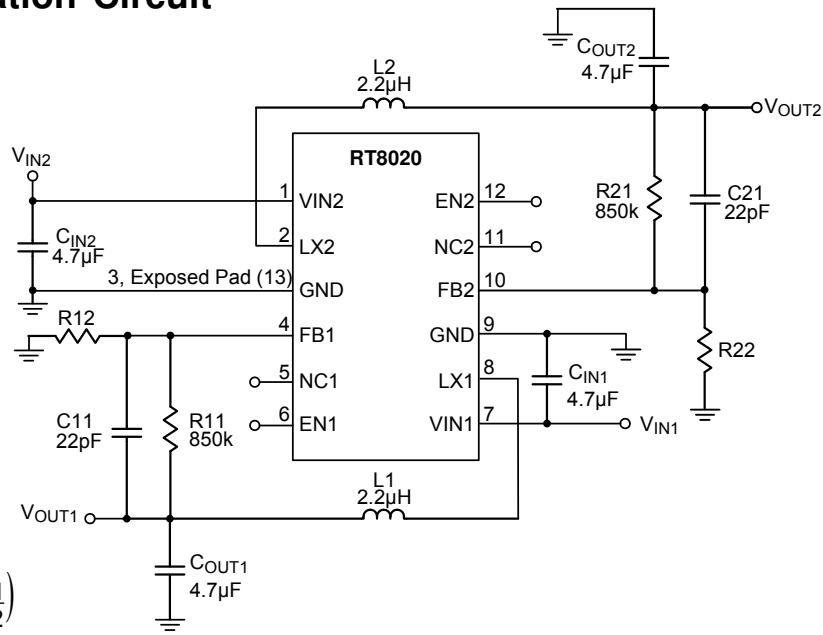 Circuit
COUT2
4.7µF
L2
2.2µH
VOUT2
VIN2
RT8020
1 VIN2
EN2 12
R21
850k
C21
22pF
CIN2
4.7µF
2 LX2
NC2 11
3, Exposed Pad (13) GND
FB2 10
R12
4 FB1
GND 9
R22
5 NC1
LX1 8
CIN1
4.7µF
C11
22pF
R11
850k
6 EN1
VIN1 7
VIN1
L1
2.2µH
VOUT1
COUT1
4.7µF